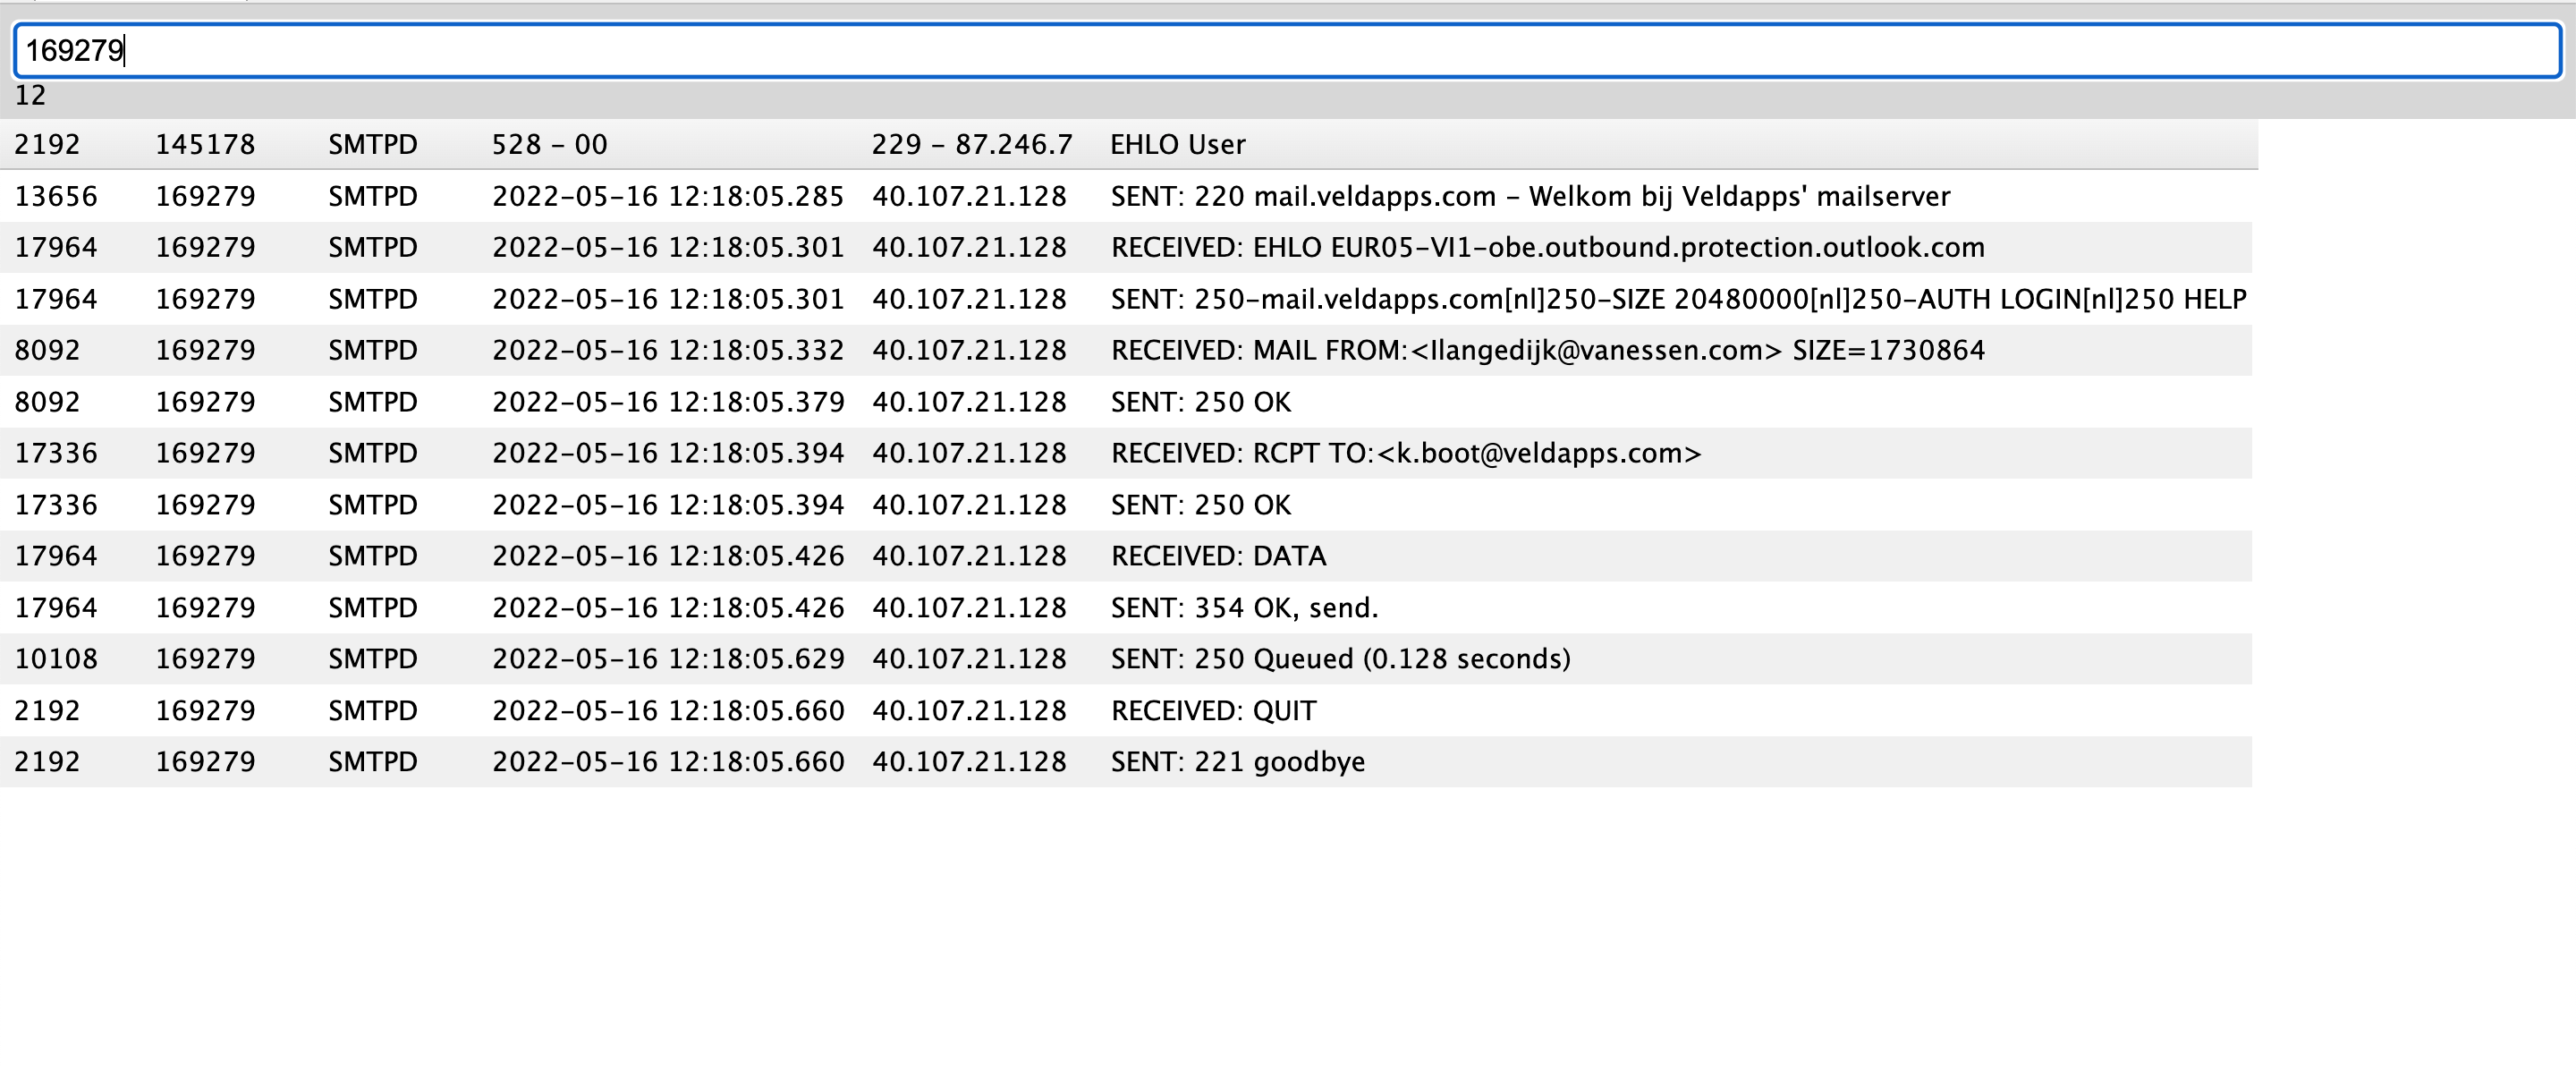 169279
12
2192 145178 SMTPD 528 - 00 229 - 87.246.7 EHLO User
13656 169279 SMTPD 2022-05-16 12:18:05.285 40.107.21.128 SENT: 220 mail.veldapps.com - Welkom bij Veldapps' mailserver
17964 169279 SMTPD 2022-05-16 12:18:05.301 40.107.21.128 RECEIVED: EHLO EUR05-VI1-obe.outbound.protection.outlook.com
17964 169279 SMTPD 2022-05-16 12:18:05.301 40.107.21.128 SENT: 250-mail.veldapps.com[nl]250-SIZE 20480000[nl]250-AUTH LOGIN[nl]250 HELP
8092 169279 SMTPD 2022-05-16 12:18:05.332 40.107.21.128 RECEIVED: MAIL FROM:<Ilangedijk@vanessen.com> SIZE=1730864
8092 169279 SMTPD 2022-05-16 12:18:05.379 40.107.21.128 SENT: 250 OK
17336 169279 SMTPD 2022-05-16 12:18:05.394 40.107.21.128 RECEIVED: RCPT TO:<k.boot@veldapps.com>
17336 169279 SMTPD 2022-05-16 12:18:05.394 40.107.21.128 SENT: 250 OK
17964 169279 SMTPD 2022-05-16 12:18:05.426 40.107.21.128 RECEIVED: DATA
17964 169279 SMTPD 2022-05-16 12:18:05.426 40.107.21.128 SENT: 354 OK, send.
10108 169279 SMTPD 2022-05-16 12:18:05.629 40.107.21.128 SENT: 250 Queued (0.128 seconds)
2192 169279 SMTPD 2022-05-16 12:18:05.660 40.107.21.128 RECEIVED: QUIT
2192 169279 SMTPD 2022-05-16 12:18:05.660 40.107.21.128 SENT: 221 goodbye